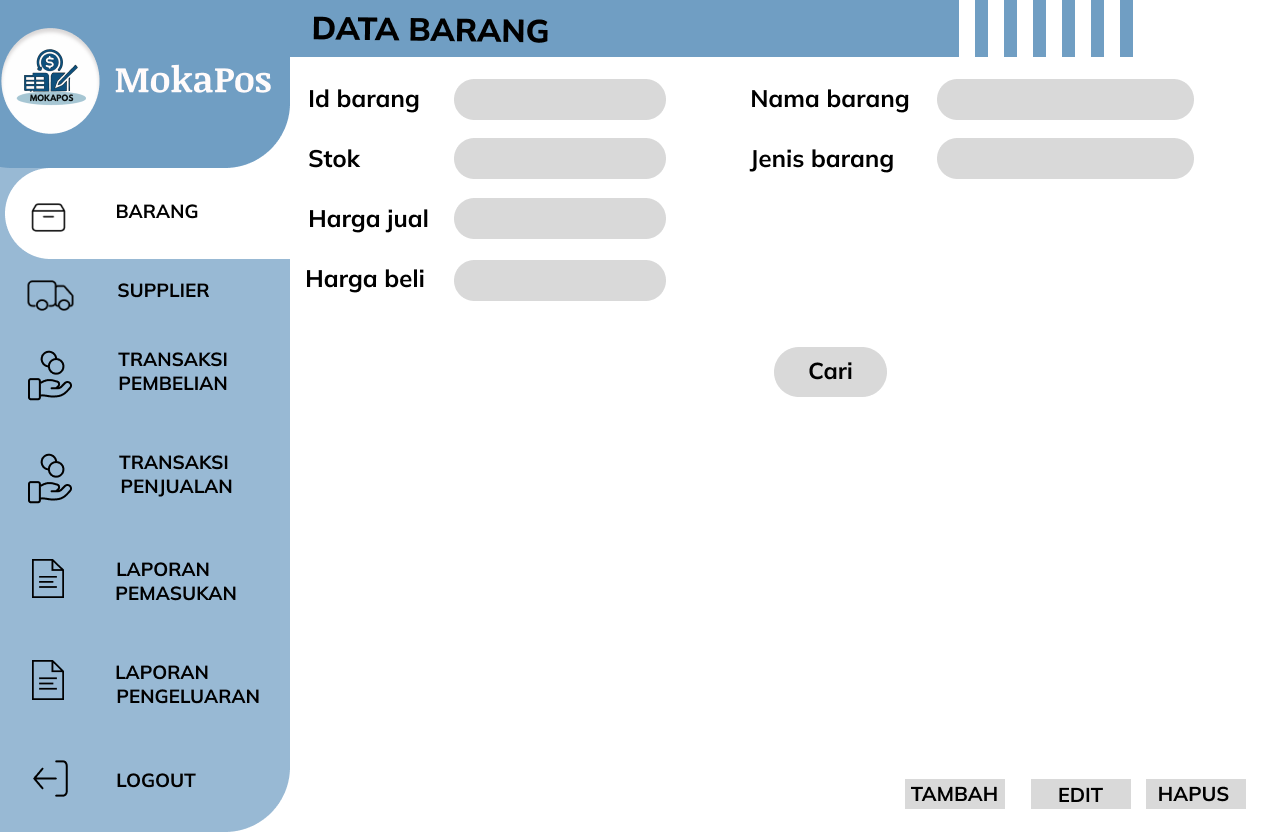 DATA BARANG
MOKAPOS
MokaPos
Id barang
Nama barang
Stok
Jenis barang
Harga jual
Harga beli
Cari
BARANG
SUPPLIER
TRANSAKSI
PEMBELIAN
TRANSAKSI
PENJUALAN
LAPORAN
PEMASUKAN
LAPORAN
PENGELUARAN
LOGOUT
TAMBAH
EDIT
HAPUS